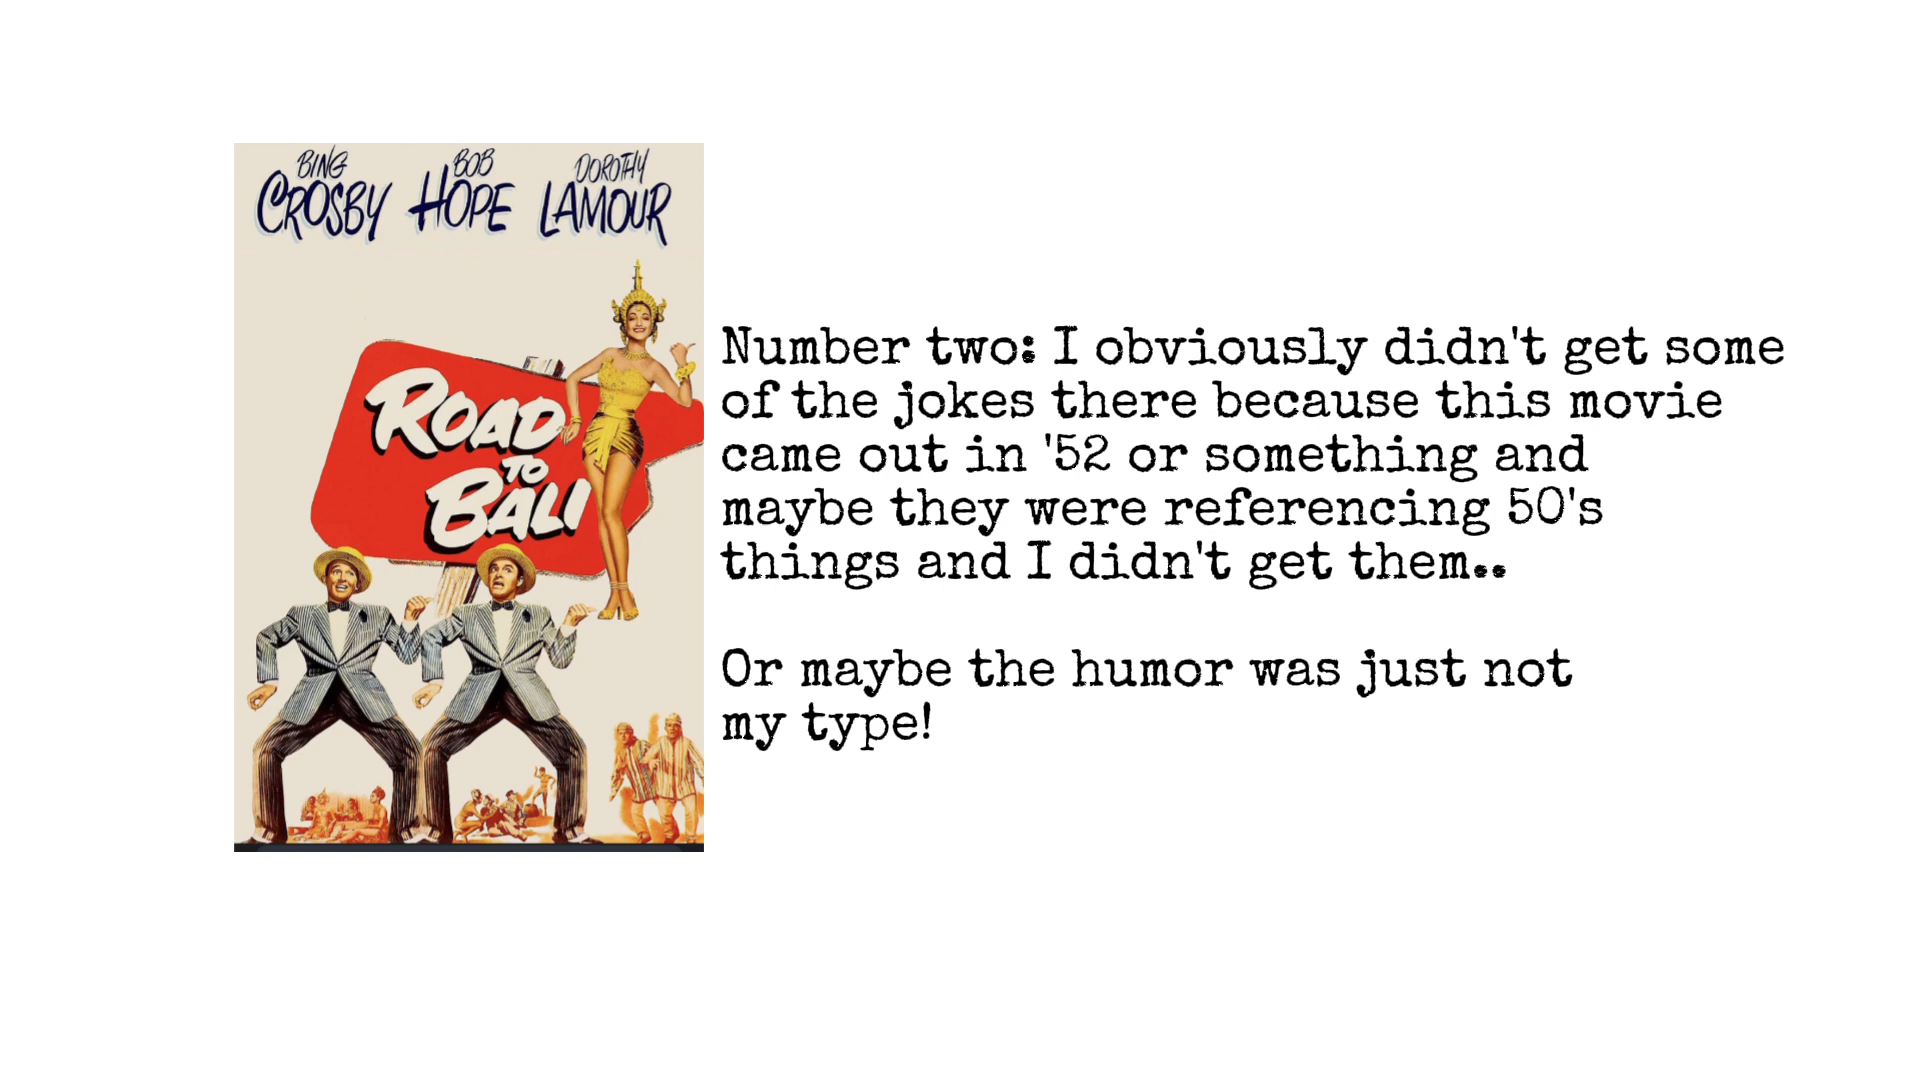 BING BOB DOROTHY
CROSBY HOPE LAMOUR
ROAD
TO
BALI
Number two: I obviously didn't get some
of the jokes there because this movie
came out in '52 or something and
maybe they were referencing 50's
things and I didn't get them..
Or maybe the humor was just not
my type!